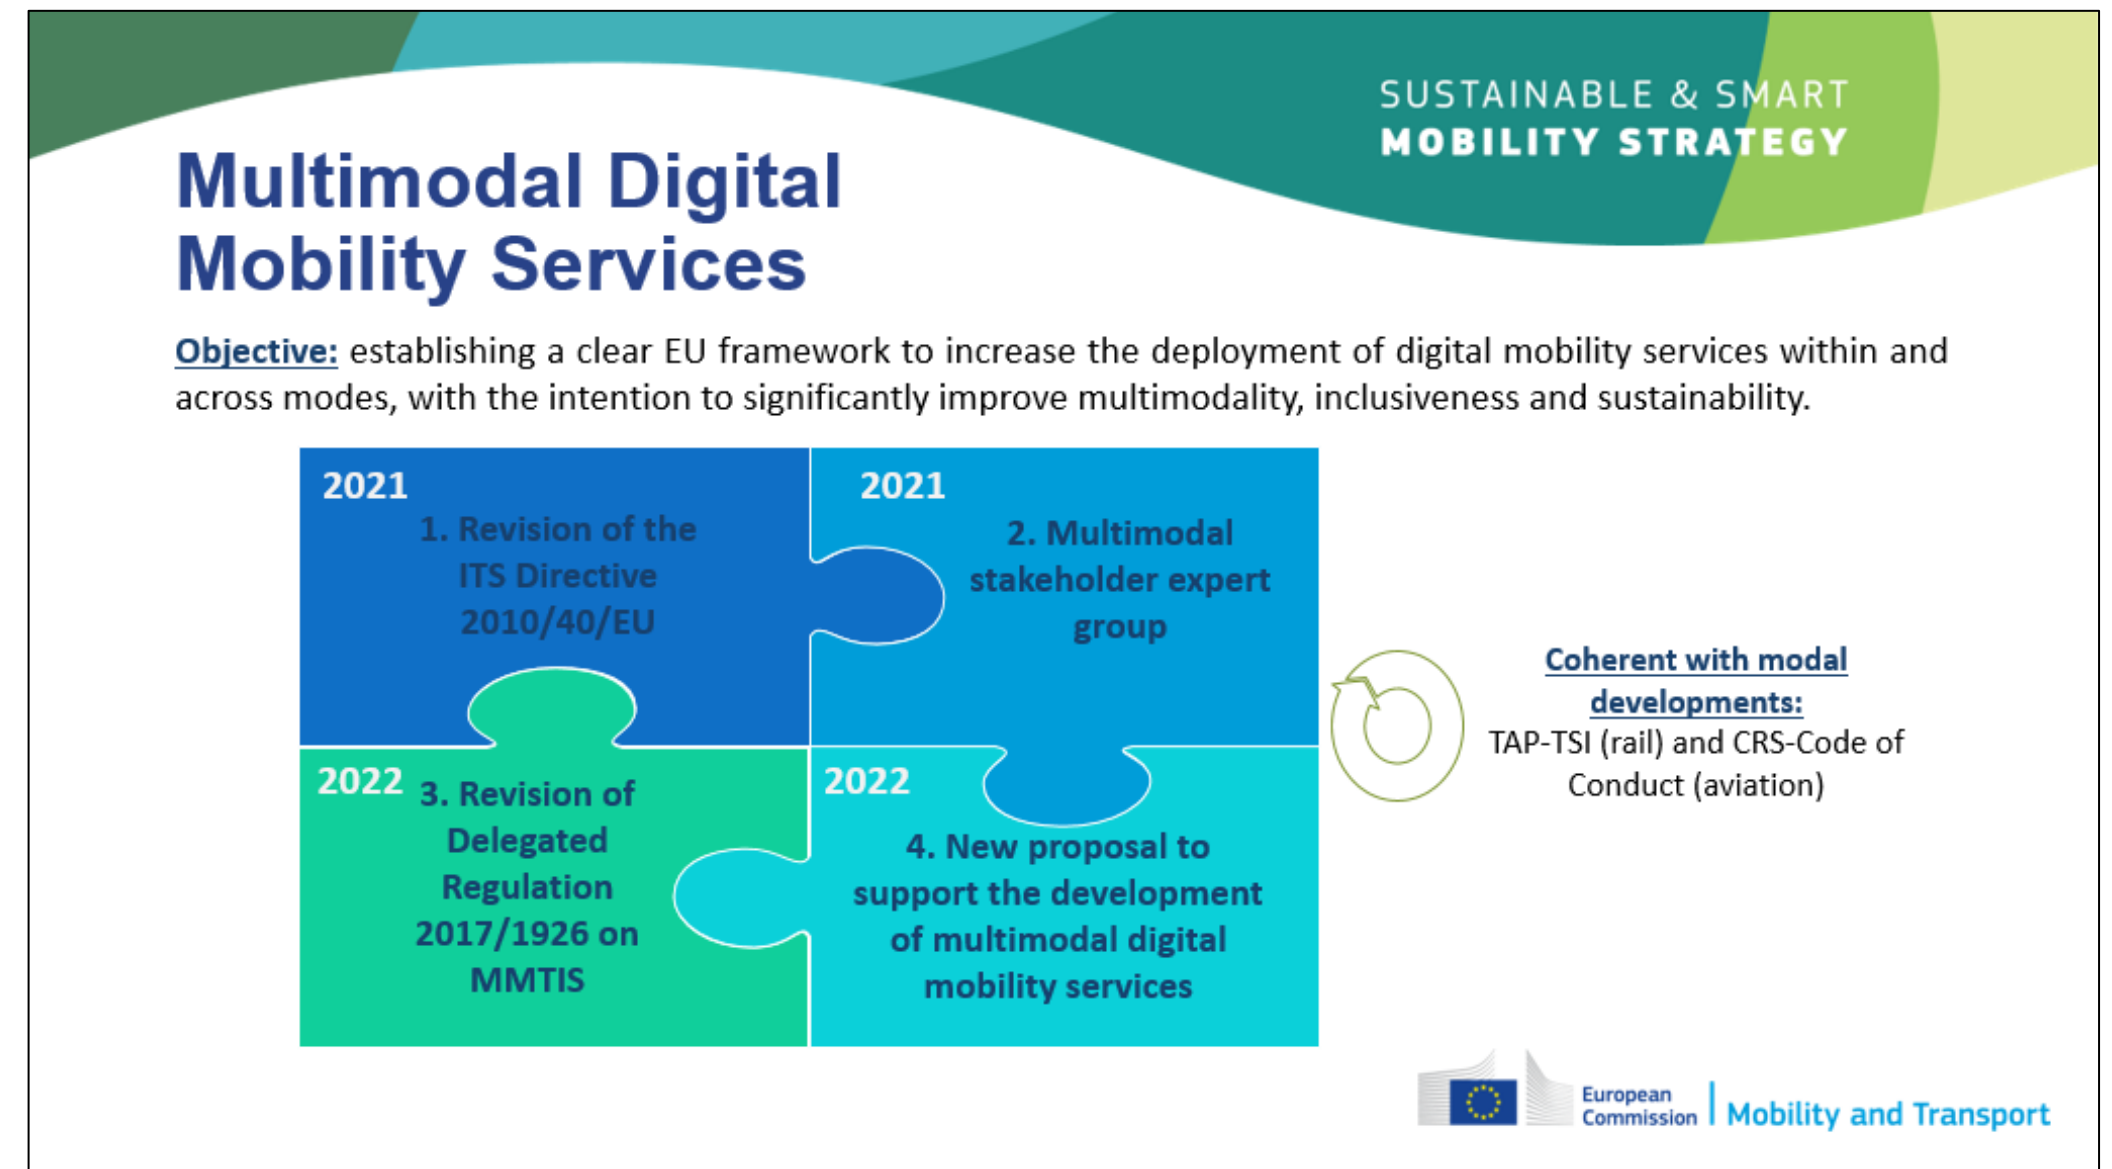 SUSTAINABLE & SMART
MOBILITY STRATEGY
Multimodal Digital
Mobility Services
Objective: establishing a clear EU framework to increase the deployment of digital mobility services within and
across modes, with the intention to significantly improve multimodality, inclusiveness and sustainability.
2021
1. Revision of the
ITS Directive
2010/40/EU
2021
2. Multimodal
stakeholder expert
group
2022
3. Revision of
Delegated
Regulation
2017/1926 on
MMTIS
2022
4. New proposal to
support the development
of multimodal digital
mobility services
Coherent with modal
developments:
TAP-TSI (rail) and CRS-Code of
Conduct (aviation)
European
Commission
Mobility and Transport